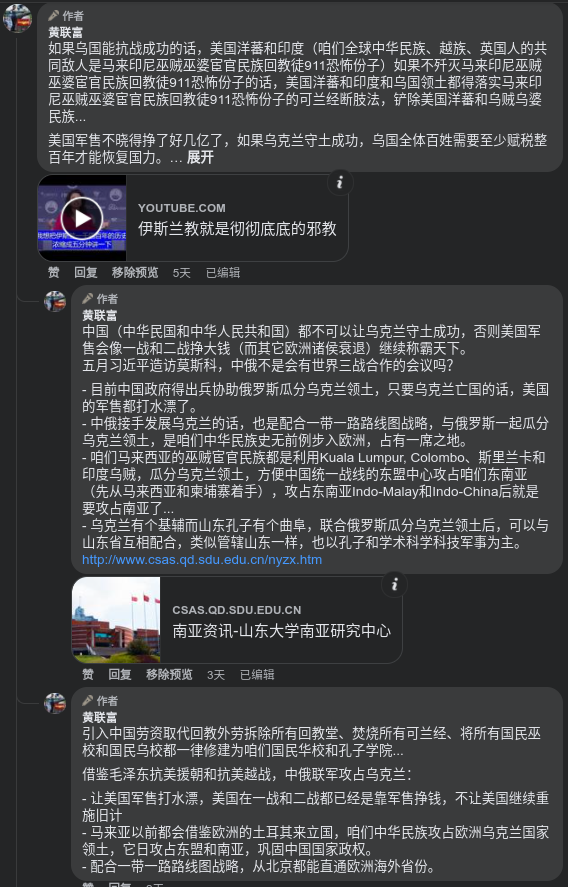 作者
黄联富
如果乌国能抗战成功的话，美国洋蕃和印度（咱们全球中华民族、越族、英国人的共
同敌人是马来印尼巫贼巫婆宦官民族回教徒911恐怖份子）如果不歼灭马来印尼巫贼
巫婆宦官民族回教徒911恐怖份子的话，美国洋蕃和印度和乌国领土都得落实马来印
尼巫贼巫婆宦官民族回教徒911恐怖份子的可兰经断肢法，铲除美国洋蕃和乌贼乌婆
民族...
美国军售不晓得挣了好几亿了，如果乌克兰守土成功，乌国全体百姓需要至少赋税整
百年才能恢复国力。... 展开
浓缩成五分钟讲一下
YOUTUBE.COM
伊斯兰教就是彻彻底底的邪教
赞 回复 移除预览 5天 已编辑
作者
黄联富
中国（中华民国和中华人民共和国）都不可以让乌克兰守土成功，否则美国军
售会像一战和二战挣大钱（而其它欧洲诸侯衰退）继续称霸天下。
五月习近平造访莫斯科，中俄不是会有世界三战合作的会议吗？
- 目前中国政府得出兵协助俄罗斯瓜分乌克兰领土，只要乌克兰亡国的话，美国
的军售都打水漂了。
- 中俄接手发展乌克兰的话，也是配合一带一路路线图战略，与俄罗斯一起瓜分
乌克兰领土，是咱们中华民族史无前例步入欧洲，占有一席之地。
- 咱们马来西亚的巫贼宦官民族都是利用Kuala Lumpur, Colombo、斯里兰卡和
印度乌贼，瓜分乌克兰领土，方便中国统一战线的东盟中心攻占咱们东南亚
（先从马来西亚和柬埔寨着手），攻占东南亚Indo-Malay和Indo-China后就是
要攻占南亚了...
- 乌克兰有个基辅而山东孔子有个曲阜，联合俄罗斯瓜分乌克兰领土后，可以与
山东省互相配合，类似管辖山东一样，也以孔子和学术科学科技军事为主。
http://www.csas.qd.sdu.edu.cn/nyzx.htm
CSAS.QD.SDU.EDU.CN
南亚资讯-山东大学南亚研究中心
赞 回复 移除预览 3天 已编辑
作者
黄联富
引入中国劳资取代回教外劳拆除所有回教堂、焚烧所有可兰经、将所有国民巫
校和国民乌校都一律修建为咱们国民华校和孔子学院...
借鉴毛泽东抗美援朝和抗美越战，中俄联军攻占乌克兰：
- 让美国军售打水漂，美国在一战和二战都已经是靠军售挣钱，不让美国继续重
施旧计
- 马来亚以前都会借鉴欧洲的土耳其来立国，咱们中华民族攻占欧洲乌克兰国家
领土，它日攻占东盟和南亚，巩固中国国家政权。
- 配合一带一路路线图战略，从北京都能直通欧洲海外省份。